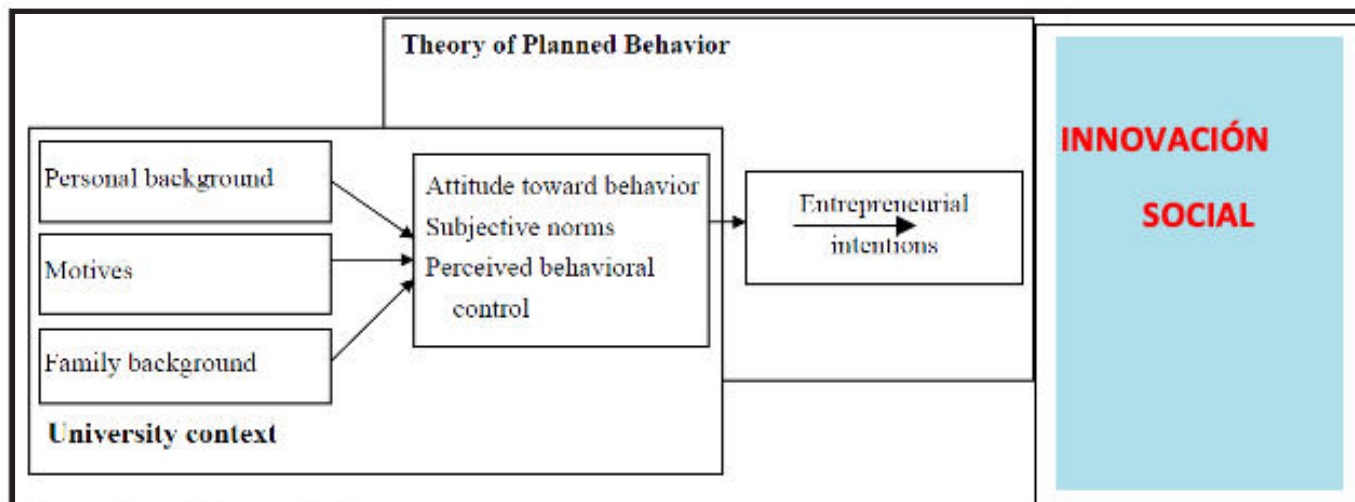 Theory of Planned Behavior
Personal background
Motives
Family background
University context
Attitude toward behavior
Subjective norms
Perceived behavioral
control
Entrepreneurial
intentions
INNOVACIÓN
SOCIAL